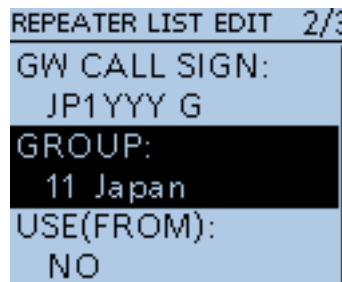 REPEATER LIST EDIT 2/3
GW CALL SIGN:
JP1YYY G
GROUP:
11 Japan
USE(FROM):
NO